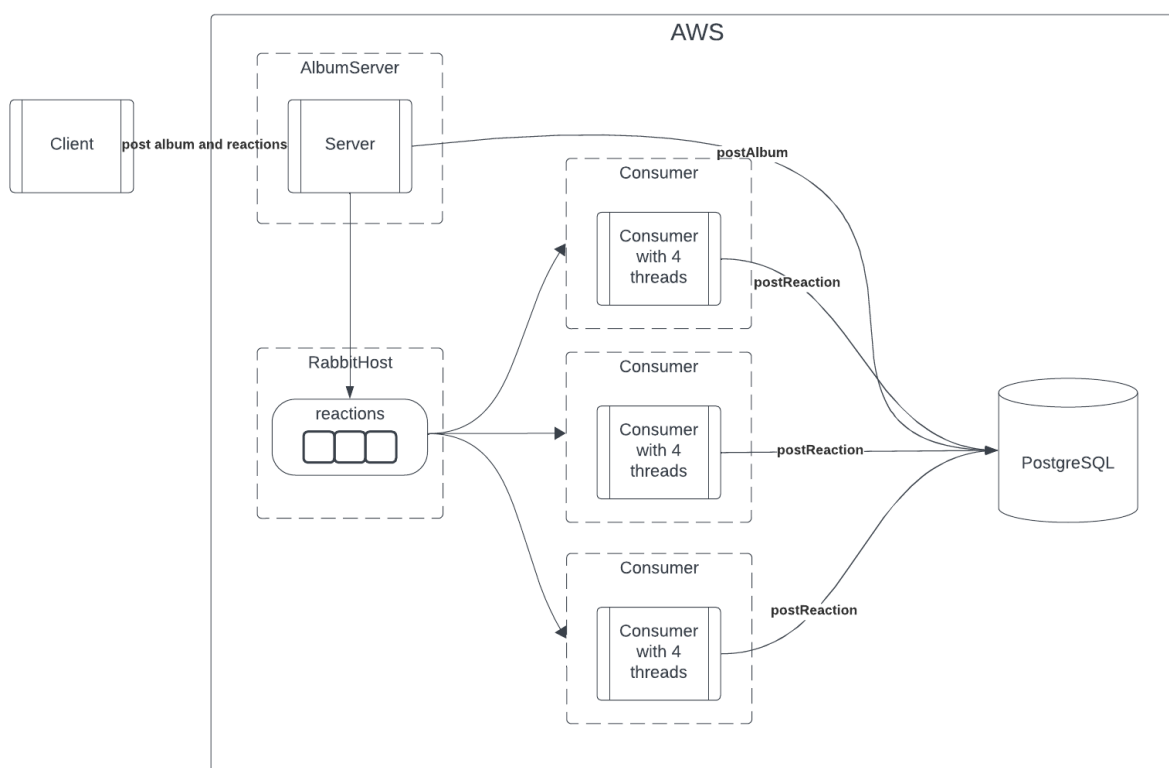 AWS
AlbumServer
Client
post album and reactions
Server
postAlbum
Consumer
Consumer
with 4
threads
postReaction
RabbitHost
reactions
Consumer
Consumer
with 4
threads
postReaction
PostgreSQL
Consumer
Consumer
with 4
threads
postReaction